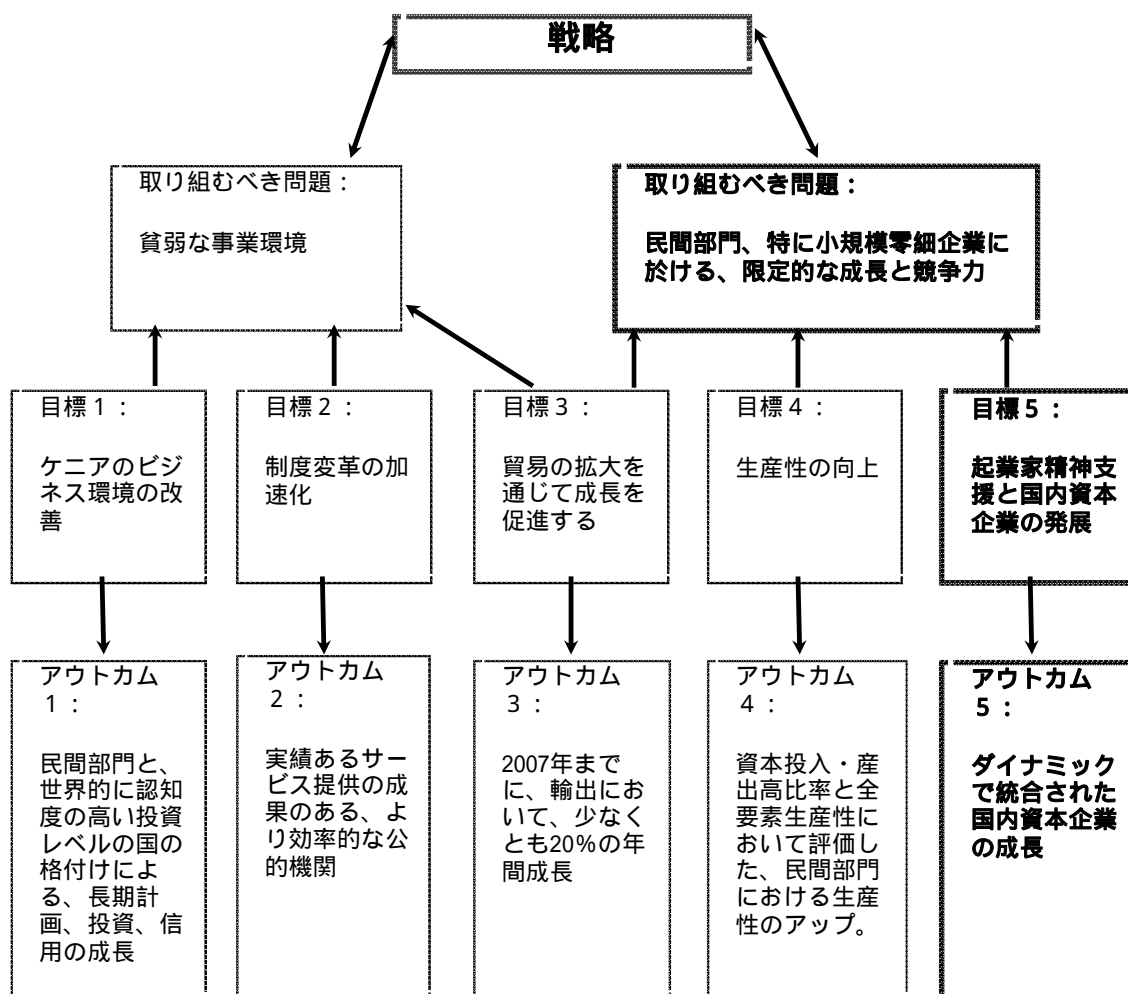 戦略
取り組むべき問題：
貧弱な事業環境
取り組むべき問題：
民間部門、特に小規模零細企業に
於ける、限定的な成長と競争力
目標１：
ケニアのビジ
ネス環境の改
善
目標２：
制度変革の加
速化
目標３：
貿易の拡大を
通じて成長を
促進する
目標４：
生産性の向上
目標５：
起業家精神支
援と国内資本
企業の発展
アウトカム
１：
民間部門と、
世界的に認知
度の高い投資
レベルの国の
格付けによ
る、長期計
画、投資、信
用の成長
アウトカム
２：
実績あるサー
ビス提供の成
果のある、よ
り効率的な公
的機関
アウトカム
３：
2007年まで
に、輸出にお
いて、少なく
とも20%の年
間成長
アウトカム
４：
資本投入・産
出高比率と全
要素生産性に
おいて評価し
た、民間部門
における生産
性のアップ。
アウトカム
５：
ダイナミック
で統合された
国内資本企業
の成長